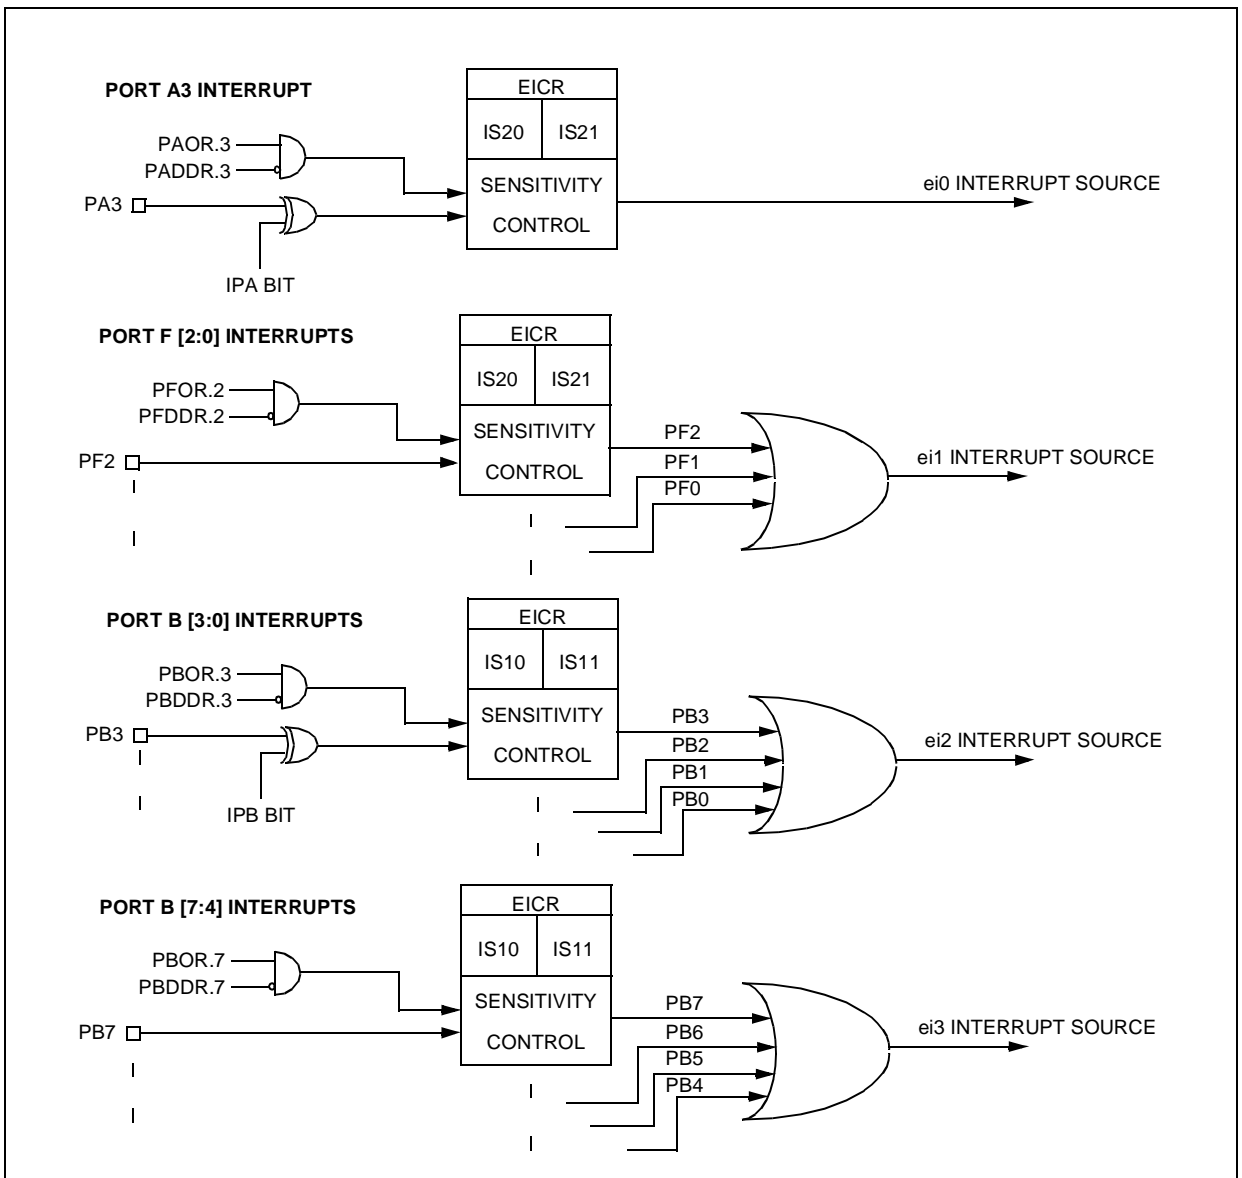 PORT A3 INTERRUPT
EICR
IS20 IS21
PAOR.3
PADDR.3
SENSITIVITY
CONTROL
PA3
IPA BIT
ei0 INTERRUPT SOURCE
PORT F [2:0] INTERRUPTS
EICR
IS20 IS21
PFOR.2
PFDDR.2
SENSITIVITY
CONTROL
PF2
PF2
PF1
PF0
ei1 INTERRUPT SOURCE
PORT B [3:0] INTERRUPTS
EICR
IS10 IS11
PBOR.3
PBDDR.3
SENSITIVITY
CONTROL
PB3
IPB BIT
PB3
PB2
PB1
PB0
ei2 INTERRUPT SOURCE
PORT B [7:4] INTERRUPTS
EICR
IS10 IS11
PBOR.7
PBDDR.7
SENSITIVITY
CONTROL
PB7
PB7
PB6
PB5
PB4
ei3 INTERRUPT SOURCE